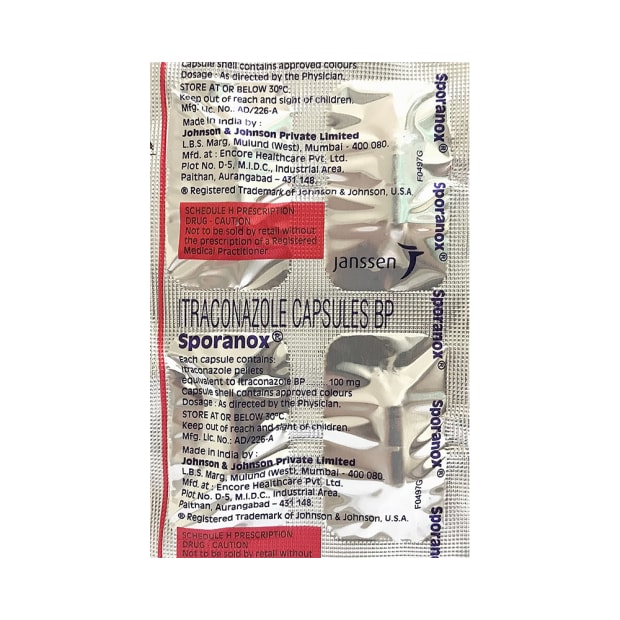 Capsule shell contains approved colours
Dosage : As directed by the Physician.
STORE AT OR BELOW 30°C.
Keep out of reach and sight of children.
Mfg. Lic. No.: AD/226-A
Made in India by :
Johnson & Johnson Private Limited
L.B.S. Marg, Mulund (West), Mumbai - 400 080.
Mfd. at : Encore Healthcare Pvt. Ltd.
Plot No. D-5, M.I.D.C., Industrial Area,
Paithan, Aurangabad - 431 148.
® Registered Trademark of Johnson & Johnson, U.S.A.
SCHEDULE H PRESCRIPTION
DRUG - CAUTION
Not to be sold by retail without
the prescription of a Registered
Medical Practitioner.
janssen
F0497G
Sporanox®
Sporanox®
Sporanox®
Sporanox®
Sporanox®
ITRACONAZOLE CAPSULES BP
Sporanox®
Each capsule contains:
Itraconazole pellets
equivalent to Itraconazole BP ...... 100 mg
Capsule shell contains approved colours
Dosage : As directed by the Physician.
STORE AT OR BELOW 30°C.
Keep out of reach and sight of children.
Mfg. Lic. No.: AD/226-A
Made in India by :
Johnson & Johnson Private Limited
L.B.S. Marg, Mulund (West), Mumbai - 400 080.
Mfd. at : Encore Healthcare Pvt. Ltd.
Plot No. D-5, M.I.D.C., Industrial Area,
Paithan, Aurangabad - 431 148.
® Registered Trademark of Johnson & Johnson, U.S.A.
F0497G
SCHEDULE H PRESCRIPTION
DRUG - CAUTION
Not to be sold by retail without